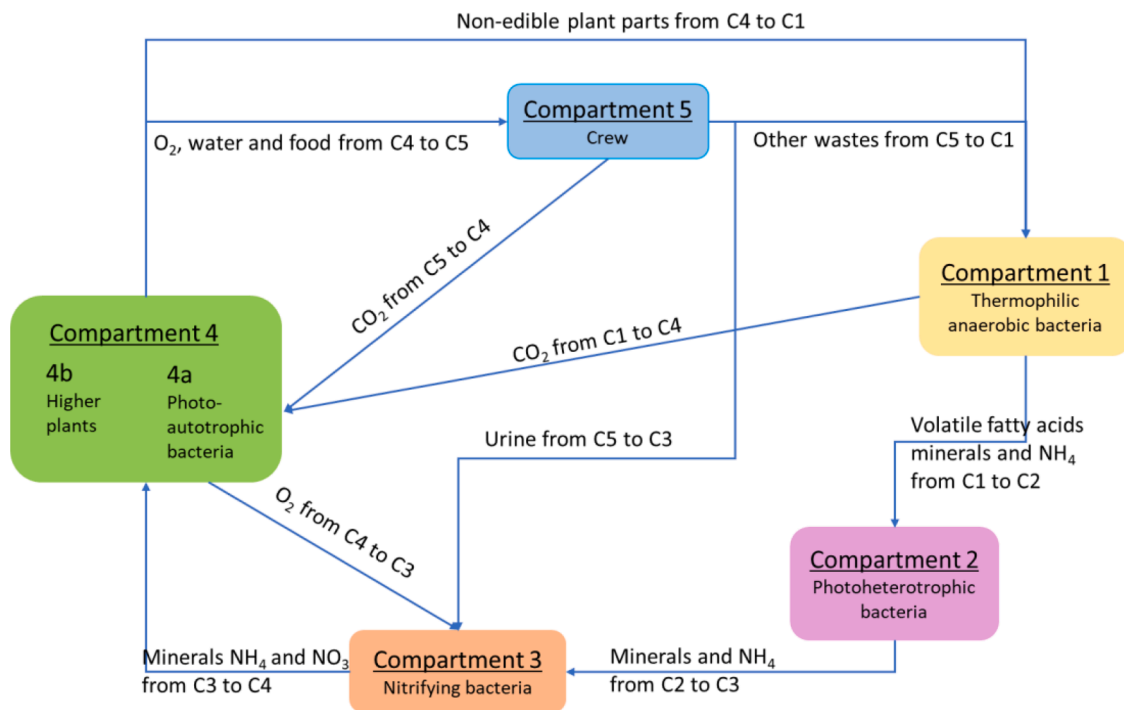 Non-edible plant parts from C4 to C1
Compartment 5
Crew
O₂, water and food from C4 to C5
Other wastes from C5 to C1
CO₂ from C5 to C4
Compartment 1
Thermophilic
anaerobic bacteria
CO₂ from C1 to C4
Compartment 4
4b
Higher
plants
4a
Photo-
autotrophic
bacteria
Urine from C5 to C3
Volatile fatty acids
minerals and NH₄
from C1 to C2
O₂ from C4 to C3
Compartment 2
Photoheterotrophic
bacteria
Minerals NH₄ and NO₃
from C3 to C4
Compartment 3
Nitrifying bacteria
Minerals and NH₄
from C2 to C3